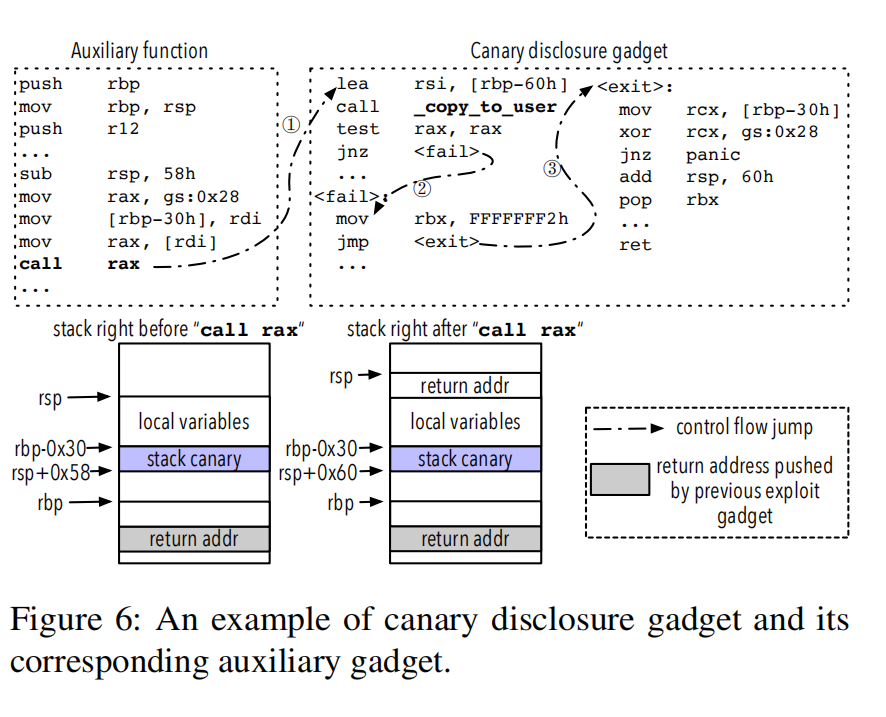 Auxiliary function
push rbp
mov rbp, rsp
push r12
...
sub rsp, 58h
mov rax, gs:0x28
mov [rbp-30h], rdi
mov rax, [rdi]
call rax
...
①
Canary disclosure gadget
lea rsi, [rbp-60h]
call _copy_to_user
test rax, rax
jnz <fail>
...
②
<fail>:
mov rbx, FFFFFFF2h
jmp <exit>
...
③
<exit>:
mov rcx, [rbp-30h]
xor rcx, gs:0x28
jnz panic
add rsp, 60h
pop rbx
...
ret
stack right before “call rax“
rsp
local variables
rbp-0x30
stack canary
rsp+0x58
rbp
return addr
stack right after “call rax“
rsp
return addr
local variables
rbp-0x30
stack canary
rsp+0x60
rbp
return addr
control flow jump
return address pushed
by previous exploit
gadget
Figure 6: An example of canary disclosure gadget and its
corresponding auxiliary gadget.